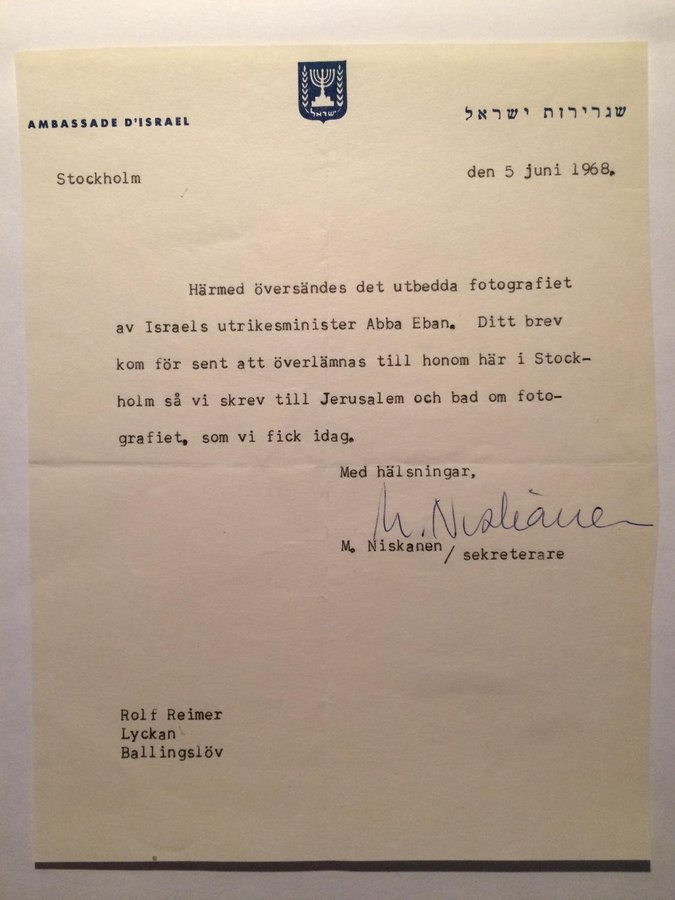 ישראל
AMBASSADE D'ISRAEL
שגרירות ישראל
Stockholm
den 5 juni 1968.
Härmed översändes det utbedda fotografiet
av Israels utrikesminister Abba Eban. Ditt brev
kom för sent att överlämnas till honom här i Stock-
holm så vi skrev till Jerusalem och bad om foto-
grafiet, som vi fick idag.
Med hälsningar,
M. Niskanen
M. Niskanen / sekreterare
Rolf Reimer
Lyckan
Ballingslöv